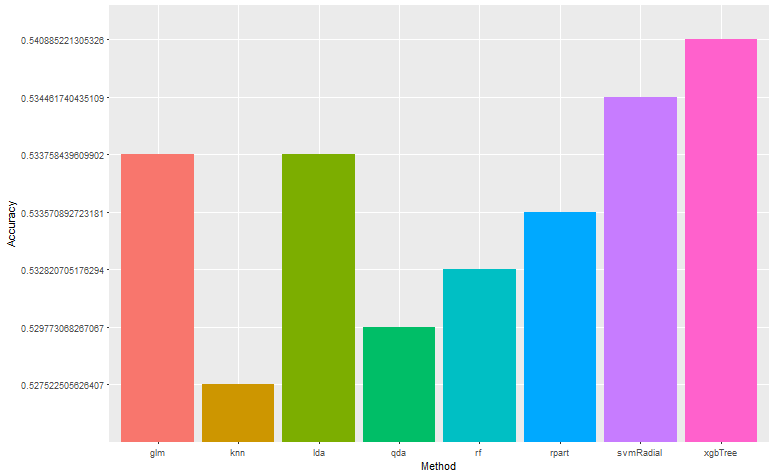 Accuracy
0.540885221305326
0.534461740435109
0.533758439609902
0.533570892723181
0.532820705176294
0.529773068267067
0.527522505626407
glm knn lda qda rf rpart svmRadial xgbTree
Method